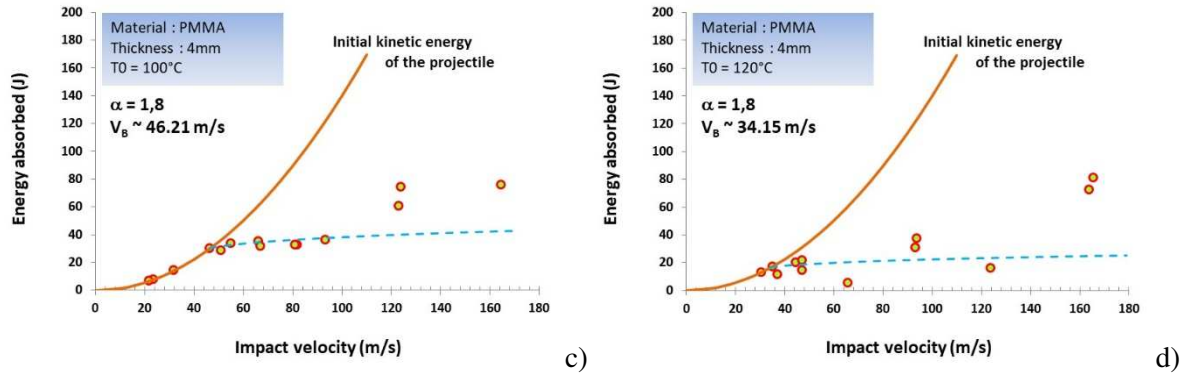 200
180
160
140
120
100
80
60
40
20
0
Energy absorbed (J)
Material : PMMA
Thickness : 4mm
T0 = 100°C
α = 1,8
V_B ~ 46.21 m/s
Initial kinetic energy
of the projectile
0 20 40 60 80 100 120 140 160 180
Impact velocity (m/s)
c)
200
180
160
140
120
100
80
60
40
20
0
Energy absorbed (J)
Material : PMMA
Thickness : 4mm
T0 = 120°C
α = 1,8
V_B ~ 34.15 m/s
Initial kinetic energy
of the projectile
0 20 40 60 80 100 120 140 160 180
Impact velocity (m/s)
d)